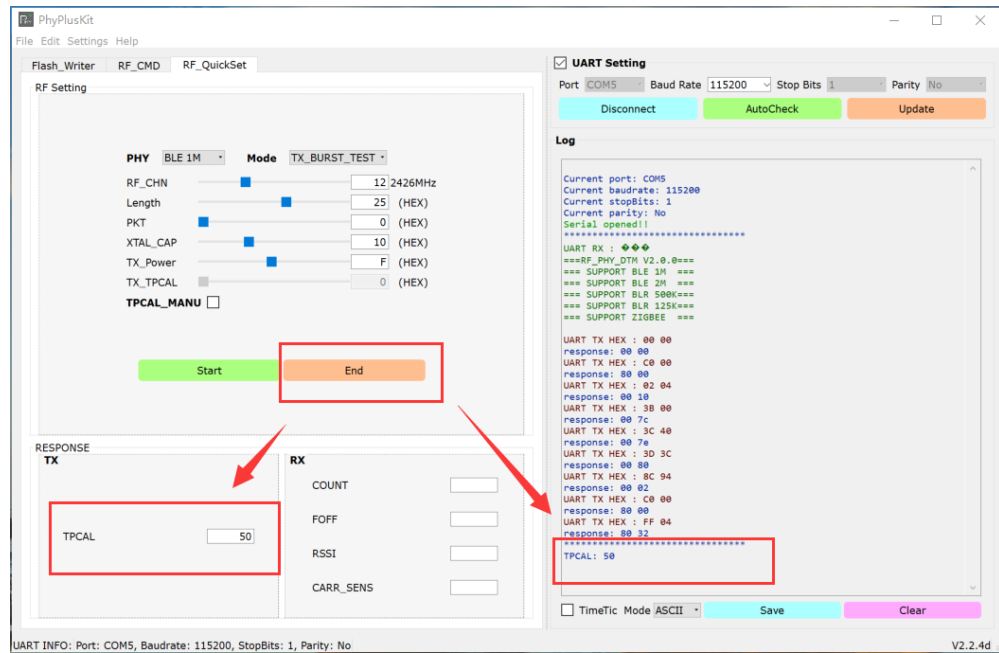 PhyPlusKit
File Edit Settings Help
Flash_Writer RF_CMD RF_QuickSet
RF Setting
PHY BLE 1M Mode TX_BURST_TEST
RF_CHN 12 2426MHz
Length 25 (HEX)
PKT 0 (HEX)
XTAL_CAP 10 (HEX)
TX_Power F (HEX)
TX_TPCAL 0 (HEX)
TPCAL_MANU
Start End
RESPONSE
TX
TPCAL 50
RX
COUNT
FOFF
RSSI
CARR_SENS
UART Setting
Port COM5 Baud Rate 115200 Stop Bits 1 Parity No
Disconnect AutoCheck Update
Log
Current port: COM5
Current baudrate: 115200
Current stopBits: 1
Current parity: No
Serial opened!!
********************************
UART RX : ���
===RF_PHY_DTM V2.0.0===
=== SUPPORT BLE 1M ===
=== SUPPORT BLE 2M ===
=== SUPPORT BLR 500K===
=== SUPPORT BLR 125K===
=== SUPPORT ZIGBEE ===
UART TX HEX : 00 00
response: 00 00
UART TX HEX : C0 00
response: 80 00
UART TX HEX : 02 04
response: 00 10
UART TX HEX : 3B 00
response: 00 7c
UART TX HEX : 3C 40
response: 00 7e
UART TX HEX : 3D 3C
response: 00 80
UART TX HEX : 8C 94
response: 00 02
UART TX HEX : C0 00
response: 80 00
UART TX HEX : FF 04
response: 80 32
********************************
TPCAL: 50
TimeTic Mode ASCII Save Clear
UART INFO: Port: COM5, Baudrate: 115200, StopBits: 1, Parity: No
V2.2.4d